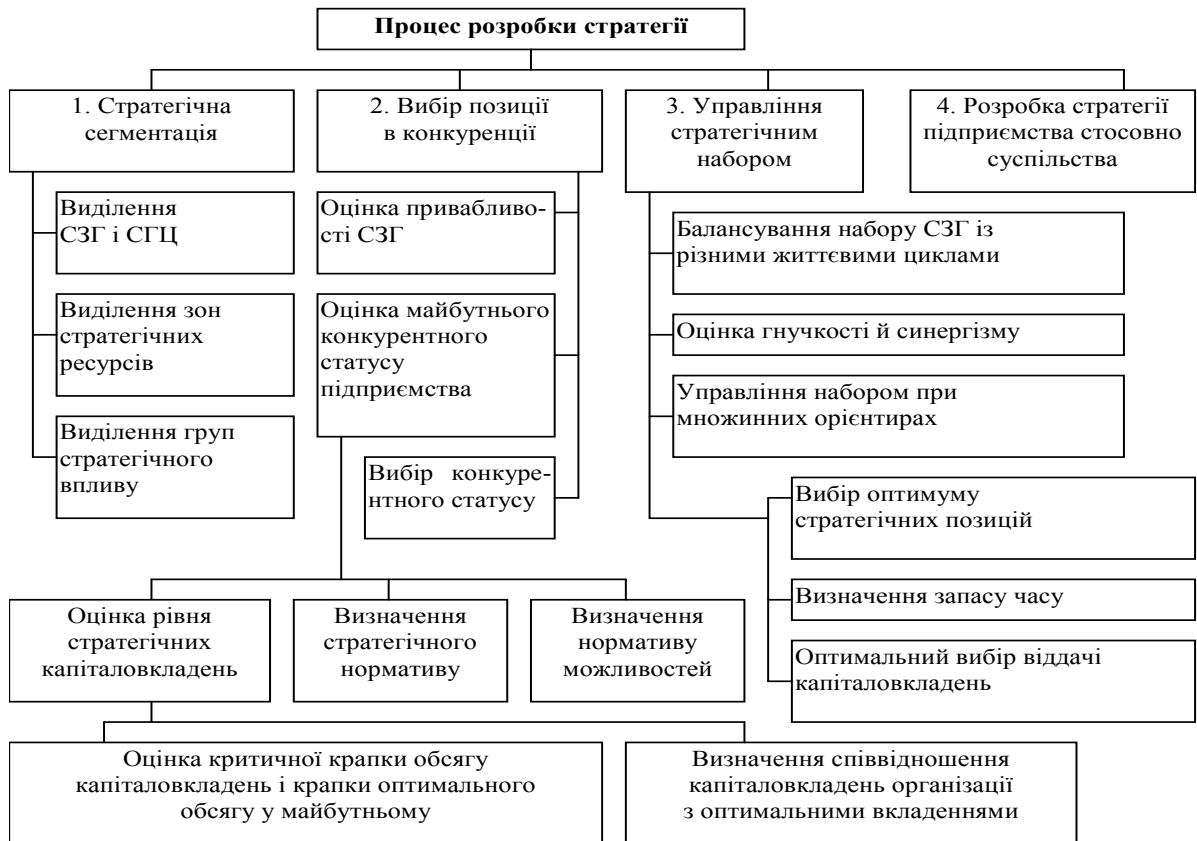 Процес розробки стратегії
1. Стратегічна
сегментація
2. Вибір позиції
в конкуренції
3. Управління
стратегічним
набором
4. Розробка стратегії
підприємства стосовно
суспільства
Виділення
СЗГ і СГЦ
Виділення зон
стратегічних
ресурсів
Виділення груп
стратегічного
впливу
Оцінка привабливо-
сті СЗГ
Оцінка майбутнього
конкурентного
статусу
підприємства
Вибір конкуре-
нтного статусу
Балансування набору СЗГ із
різними життєвими циклами
Оцінка гнучкості й синергізму
Управління набором при
множинних орієнтирах
Вибір оптимуму
стратегічних позицій
Визначення запасу часу
Оптимальний вибір віддачі
капіталовкладень
Оцінка рівня
стратегічних
капіталовкладень
Визначення
стратегічного
нормативу
Визначення
нормативу
можливостей
Оцінка критичної крапки обсягу
капіталовкладень і крапки оптимального
обсягу у майбутньому
Визначення співвідношення
капіталовкладень організації
з оптимальними вкладеннями